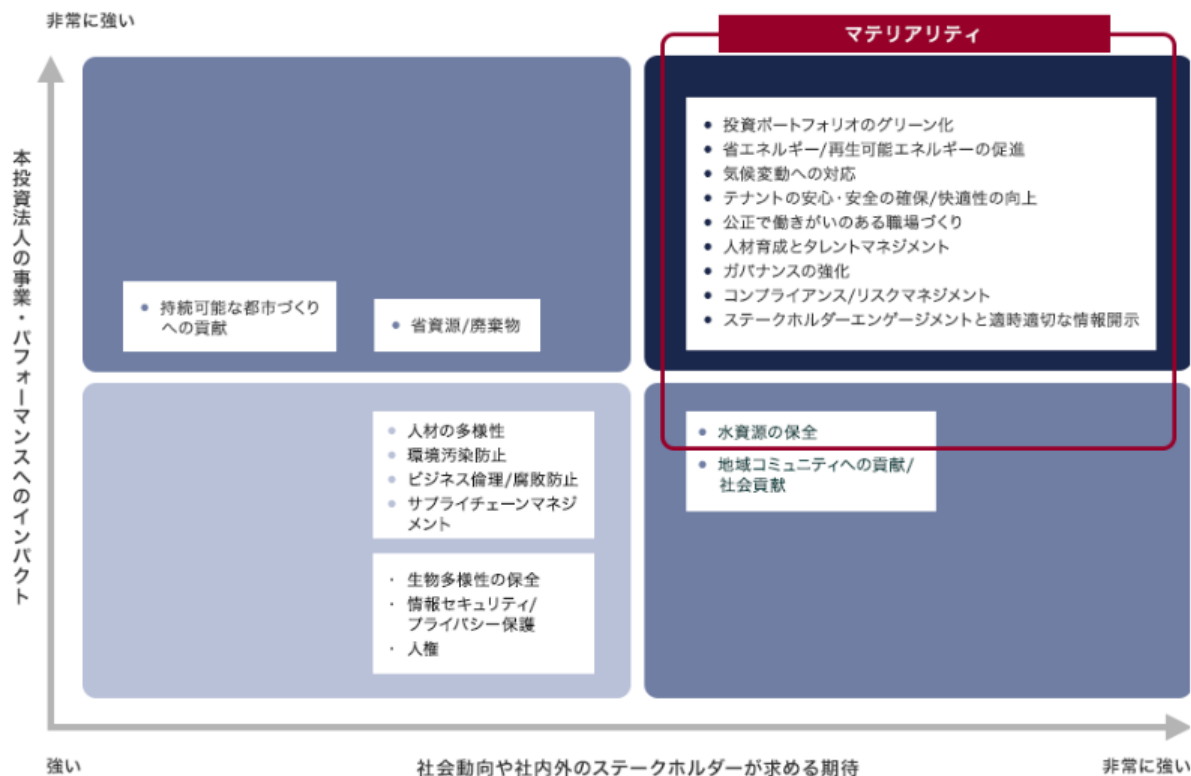 非常に強い
マテリアリティ
本投資法人の事業・パフォーマンスへのインパクト
• 投資ポートフォリオのグリーン化
• 省エネルギー/再生可能エネルギーの促進
• 気候変動への対応
• テナントの安心・安全の確保/快適性の向上
• 公正で働きがいのある職場づくり
• 人材育成とタレントマネジメント
• ガバナンスの強化
• コンプライアンス/リスクマネジメント
• ステークホルダーエンゲージメントと適時適切な情報開示
• 持続可能な都市づくり
への貢献
• 省資源/廃棄物
• 人材の多様性
• 環境汚染防止
• ビジネス倫理/腐敗防止
• サプライチェーンマネジ
メント
・ 生物多様性の保全
・ 情報セキュリティ/
プライバシー保護
・ 人権
• 水資源の保全
• 地域コミュニティへの貢献/
社会貢献
強い
社会動向や社内外のステークホルダーが求める期待
非常に強い